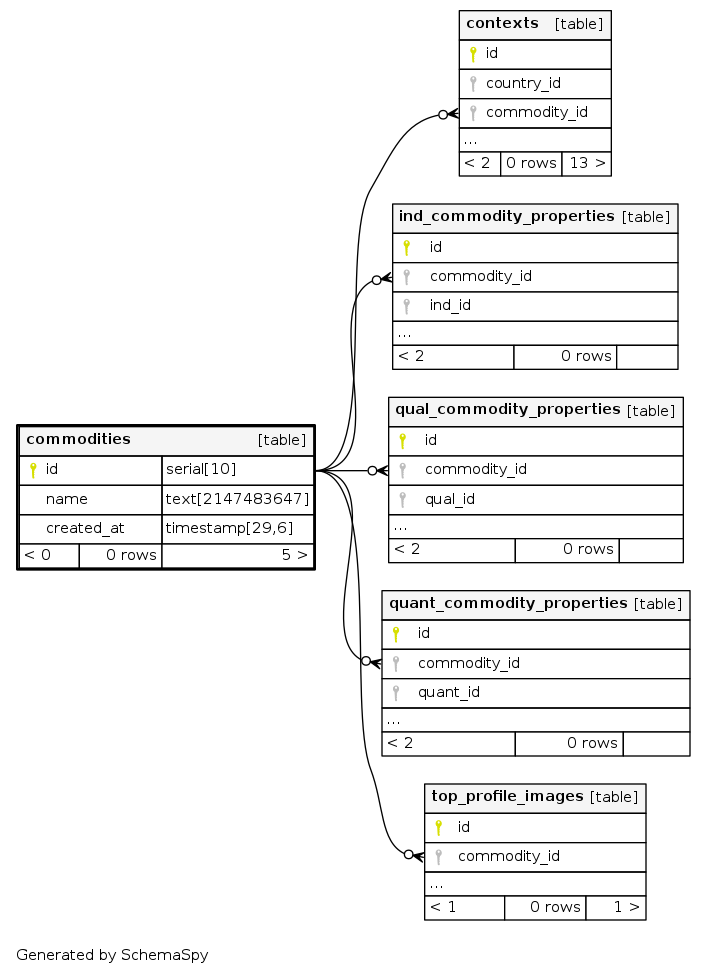 contexts [table]
id
country_id
commodity_id
...
< 2 0 rows 13 >
ind_commodity_properties [table]
id
commodity_id
ind_id
...
< 2 0 rows
qual_commodity_properties [table]
id
commodity_id
qual_id
...
< 2 0 rows
commodities [table]
id serial[10]
name text[2147483647]
created_at timestamp[29,6]
< 0 0 rows 5 >
quant_commodity_properties [table]
id
commodity_id
quant_id
...
< 2 0 rows
top_profile_images [table]
id
commodity_id
...
< 1 0 rows 1 >
Generated by SchemaSpy